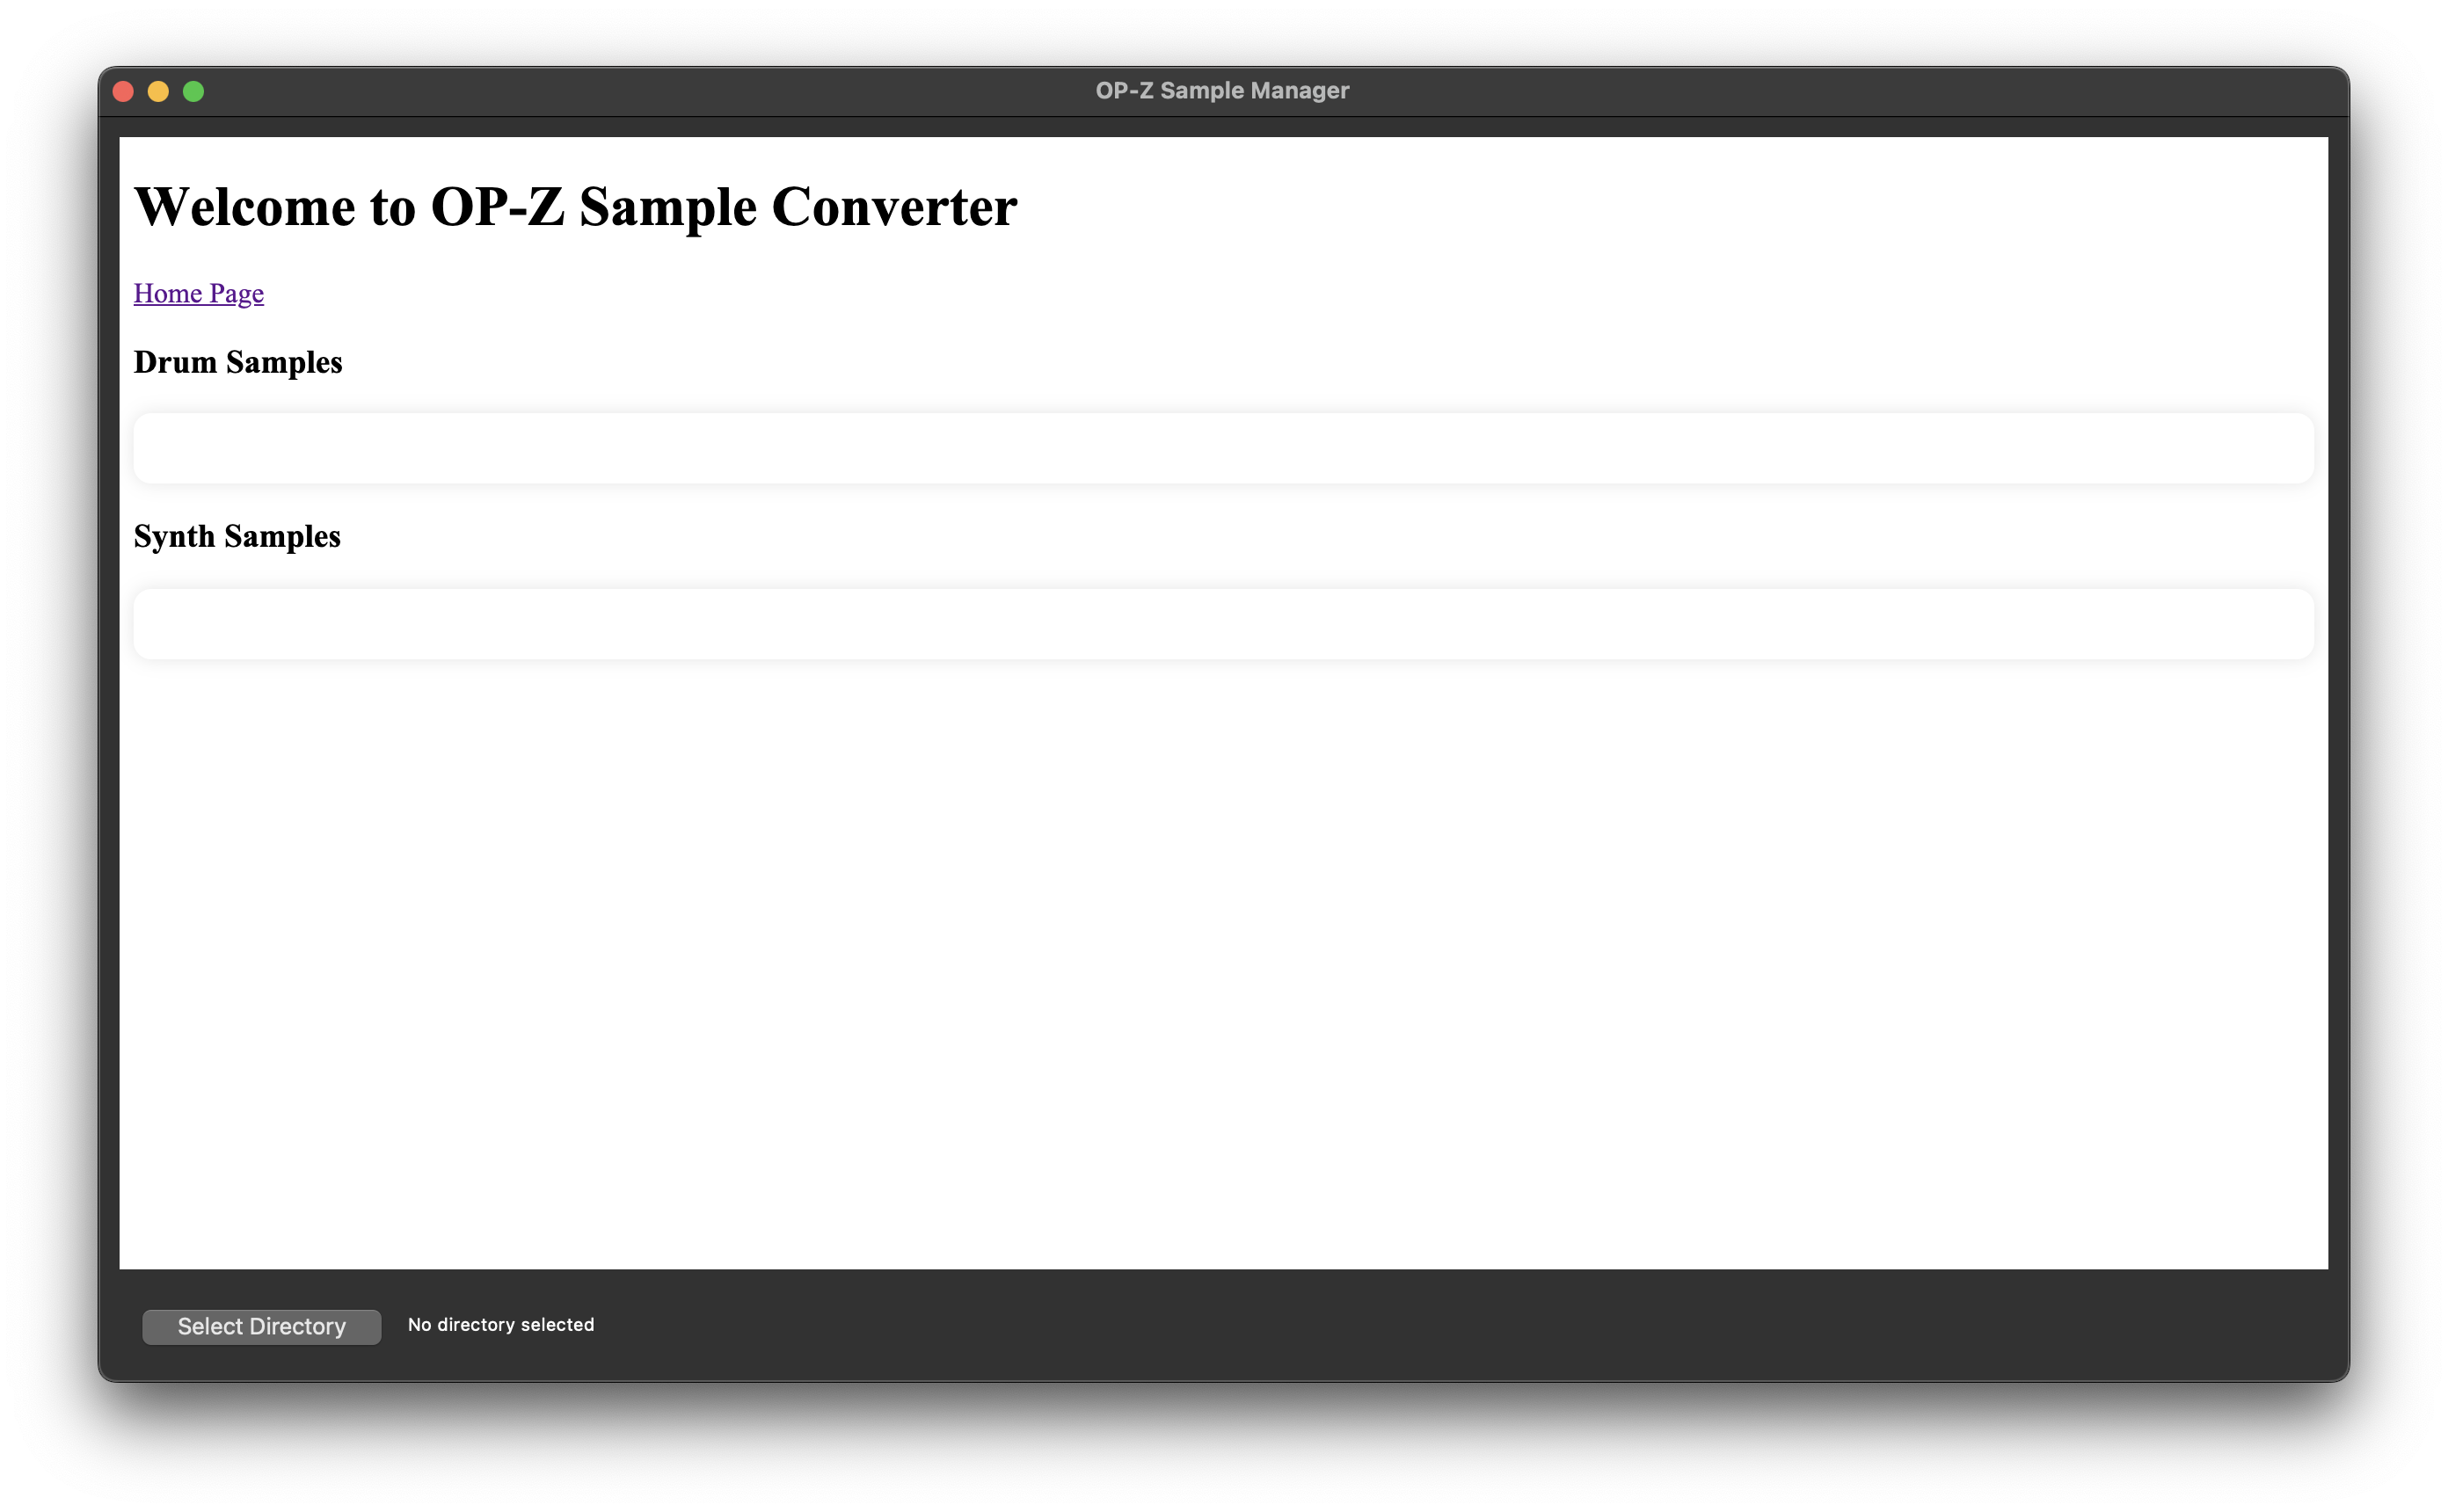 OP-Z Sample Manager
Welcome to OP-Z Sample Converter
Home Page
Drum Samples
Synth Samples
Select Directory No directory selected